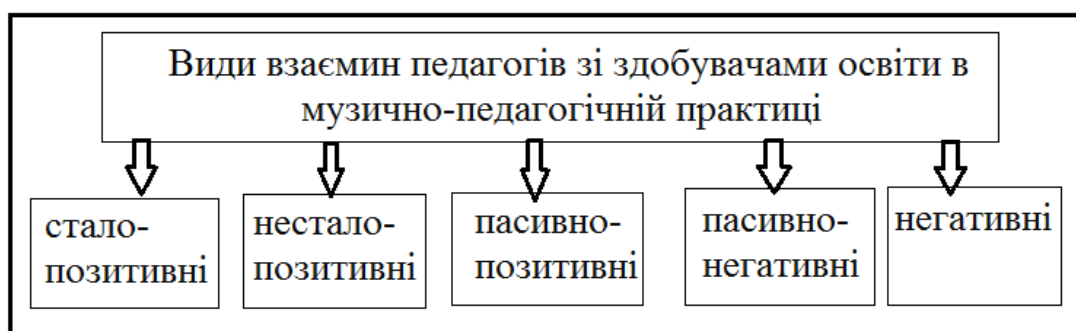 Види взаємин педагогів зі здобувачами освіти в
музично-педагогічній практиці
стало-
позитивні
нестало-
позитивні
пасивно-
позитивні
пасивно-
негативні
негативні